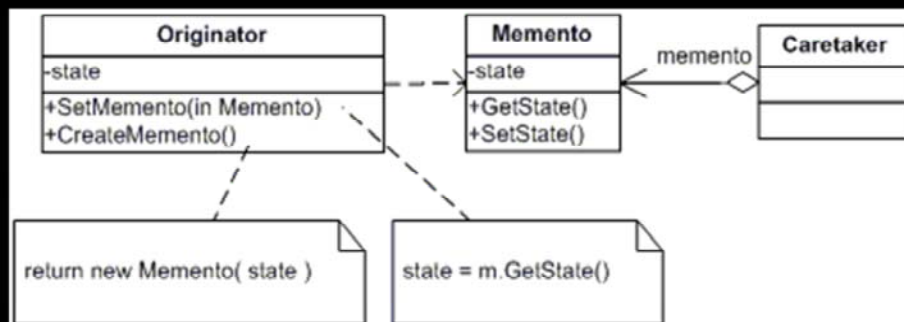 Originator
-state
+SetMemento(in Memento)
+CreateMemento()
Memento
-state
+GetState()
+SetState()
memento
Caretaker
return new Memento( state )
state = m.GetState()